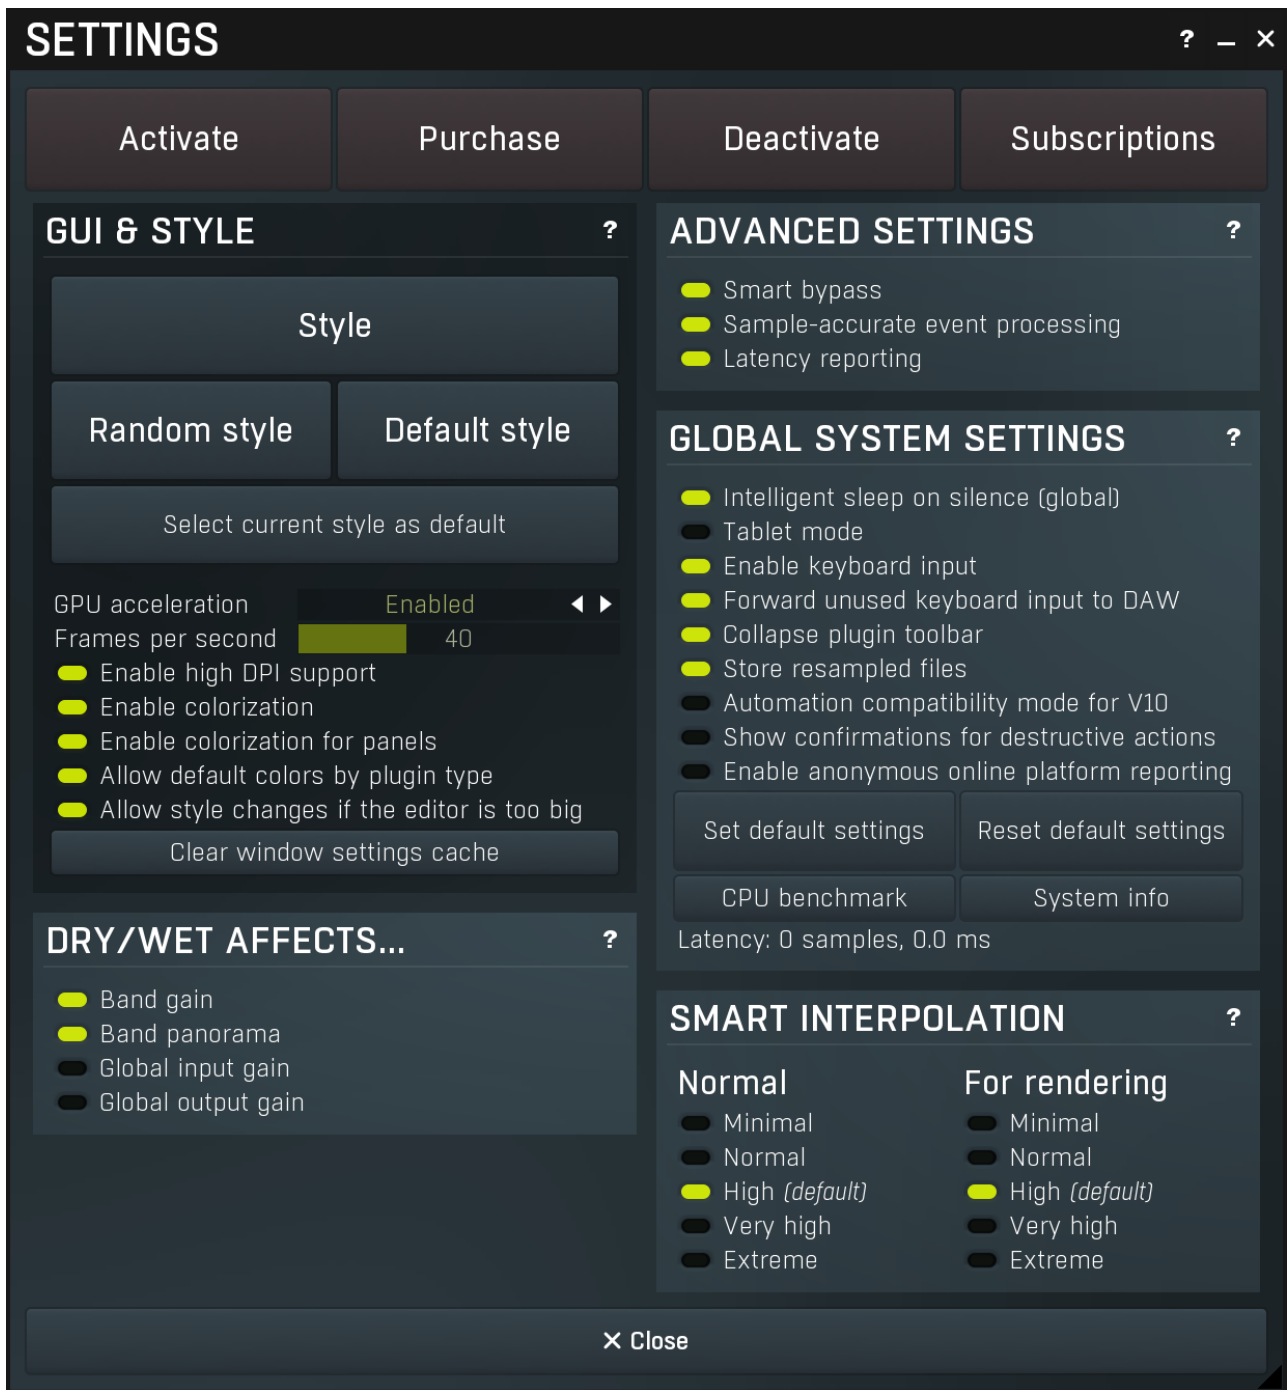 SETTINGS
? _ ×
Activate
Purchase
Deactivate
Subscriptions
GUI & STYLE ?
Style
Random style
Default style
Select current style as default
GPU acceleration Enabled
Frames per second 40
Enable high DPI support
Enable colorization
Enable colorization for panels
Allow default colors by plugin type
Allow style changes if the editor is too big
Clear window settings cache
DRY/WET AFFECTS... ?
Band gain
Band panorama
Global input gain
Global output gain
ADVANCED SETTINGS ?
Smart bypass
Sample-accurate event processing
Latency reporting
GLOBAL SYSTEM SETTINGS ?
Intelligent sleep on silence (global)
Tablet mode
Enable keyboard input
Forward unused keyboard input to DAW
Collapse plugin toolbar
Store resampled files
Automation compatibility mode for V10
Show confirmations for destructive actions
Enable anonymous online platform reporting
Set default settings
Reset default settings
CPU benchmark
System info
Latency: 0 samples, 0.0 ms
SMART INTERPOLATION ?
Normal
Minimal
Normal
High (default)
Very high
Extreme
For rendering
Minimal
Normal
High (default)
Very high
Extreme
× Close